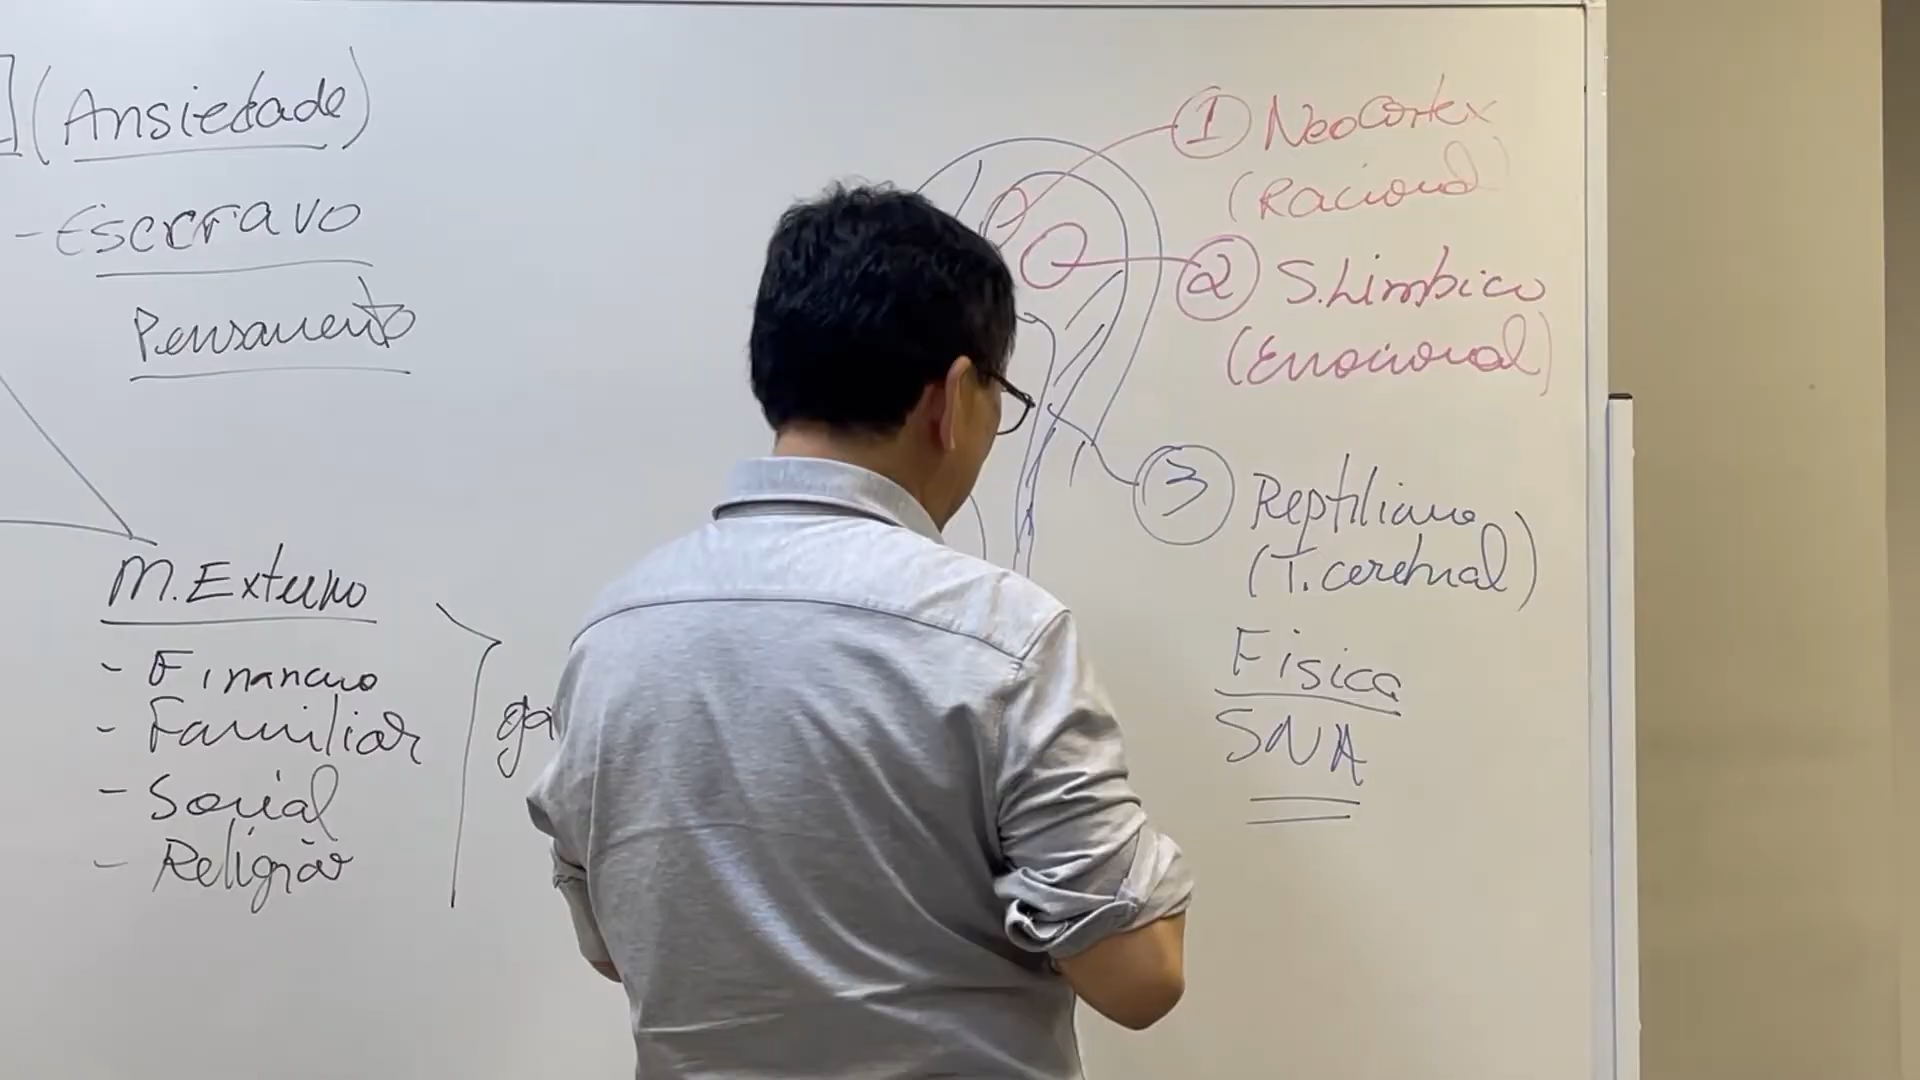 ] (Ansiedade)
- Escravo
Pensamento
M. Externo
- Financeiro
- Familiar
- Social
- Religião
ga
1 Neocortex
(Racional)
2 S. Límbico
(Emocional)
3 Reptiliano
(T. cerebral)
Física
SNA